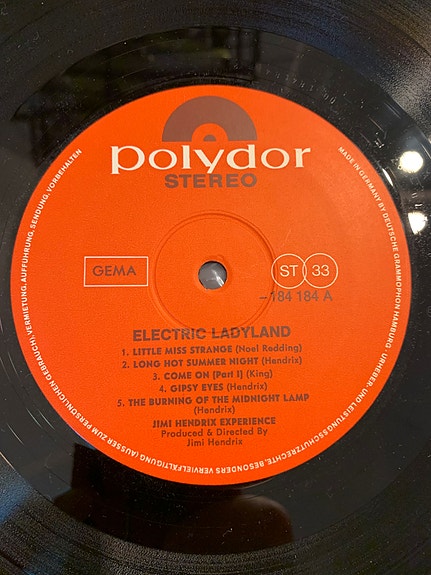 polydor
STEREO
GEMA
ST 33
–184 184 A
ELECTRIC LADYLAND
1. LITTLE MISS STRANGE (Noel Redding)
2. LONG HOT SUMMER NIGHT (Hendrix)
3. COME ON (Part I) (King)
4. GIPSY EYES (Hendrix)
5. THE BURNING OF THE MIDNIGHT LAMP
(Hendrix)
JIMI HENDRIX EXPERIENCE
Produced & Directed By
Jimi Hendrix
MADE IN GERMANY BY DEUTSCHE GRAMMOPHON HAMBURG · URHEBER- UND LEISTUNGSSCHUTZRECHTE, BESONDERS VERVIELFÄLTIGUNG (AUSSER ZUM PERSÖNLICHEN GEBRAUCH), VERMIETUNG, AUFFÜHRUNG, SENDUNG, VORBEHALTEN